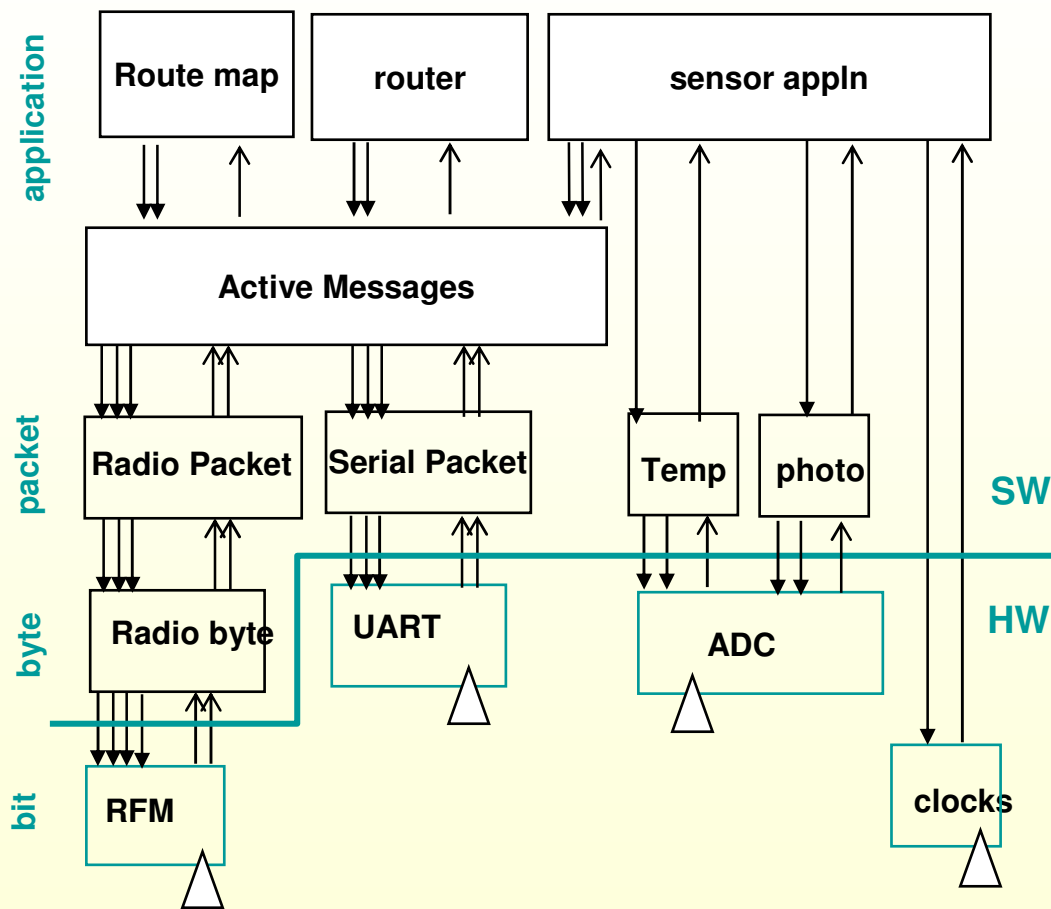 application
Route map
router
sensor appln
Active Messages
packet
Radio Packet
Serial Packet
Temp
photo
SW
byte
Radio byte
UART
ADC
HW
bit
RFM
clocks